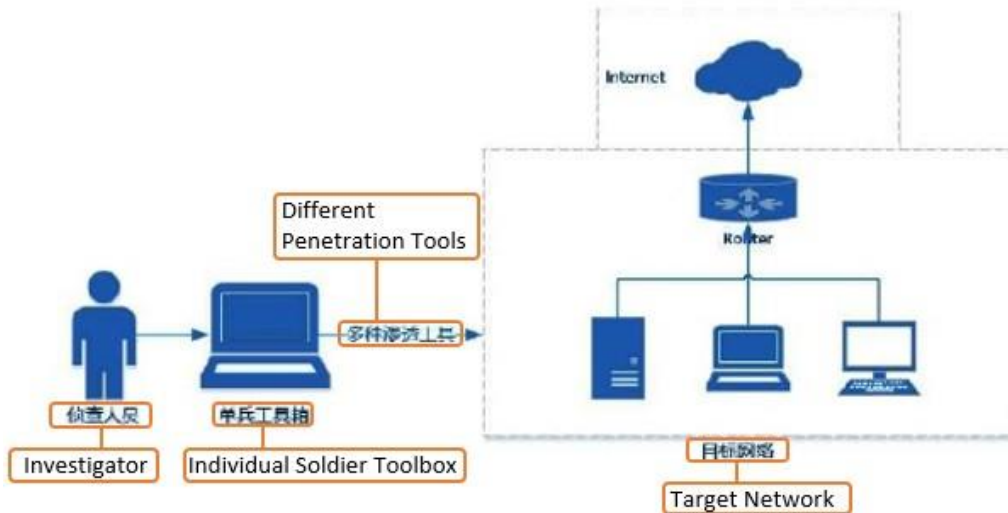 Internet
Different
Penetration Tools
Router
多种渗透工具
侦查人员
单兵工具箱
Investigator
Individual Soldier Toolbox
目标网络
Target Network